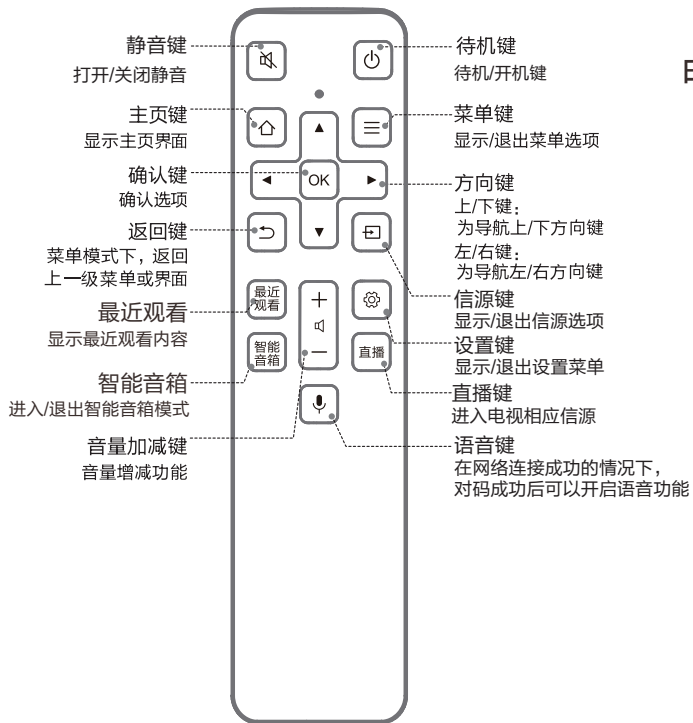 静音键
打开/关闭静音
主页键
显示主页界面
确认键
确认选项
返回键
菜单模式下，返回
上一级菜单或界面
最近观看
显示最近观看内容
智能音箱
进入/退出智能音箱模式
音量加减键
音量增减功能
OK
最近
观看
智能
音箱
直播
待机键
待机/开机键
菜单键
显示/退出菜单选项
方向键
上/下键：
为导航上/下方向键
左/右键：
为导航左/右方向键
信源键
显示/退出信源选项
设置键
显示/退出设置菜单
直播键
进入电视相应信源
语音键
在网络连接成功的情况下，
对码成功后可以开启语音功能